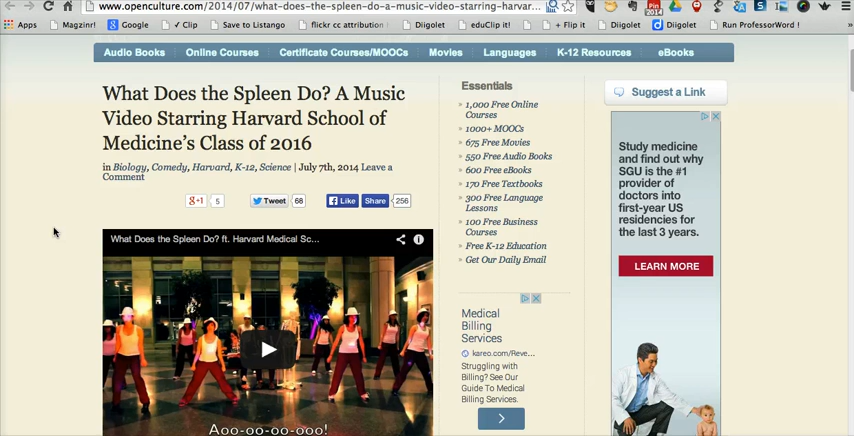 www.openculture.com/2014/07/what-does-the-spleen-do-a-music-video-starring-harvar...
Apps Magzinr! Google ✓ Clip Save to Listango flickr cc attribution Diigolet eduClip it! + Flip it Diigolet Diigolet Run ProfessorWord !
Audio Books Online Courses Certificate Courses/MOOCs Movies Languages K-12 Resources eBooks
What Does the Spleen Do? A Music
Video Starring Harvard School of
Medicine's Class of 2016
in Biology, Comedy, Harvard, K-12, Science | July 7th, 2014 Leave a
Comment
g+1 5 Tweet 68 Like Share 256
What Does the Spleen Do? ft. Harvard Medical Sc...
Aoo-oo-oo-ooo!
Essentials
1,000 Free Online
Courses
1000+ MOOCs
675 Free Movies
550 Free Audio Books
600 Free eBooks
170 Free Textbooks
300 Free Language
Lessons
100 Free Business
Courses
Free K-12 Education
Get Our Daily Email
Medical
Billing
Services
kareo.com/Reve...
Struggling with
Billing? See Our
Guide To Medical
Billing Services.
Suggest a Link
Study medicine
and find out why
SGU is the #1
provider of
doctors into
first-year US
residencies for
the last 3 years.
LEARN MORE